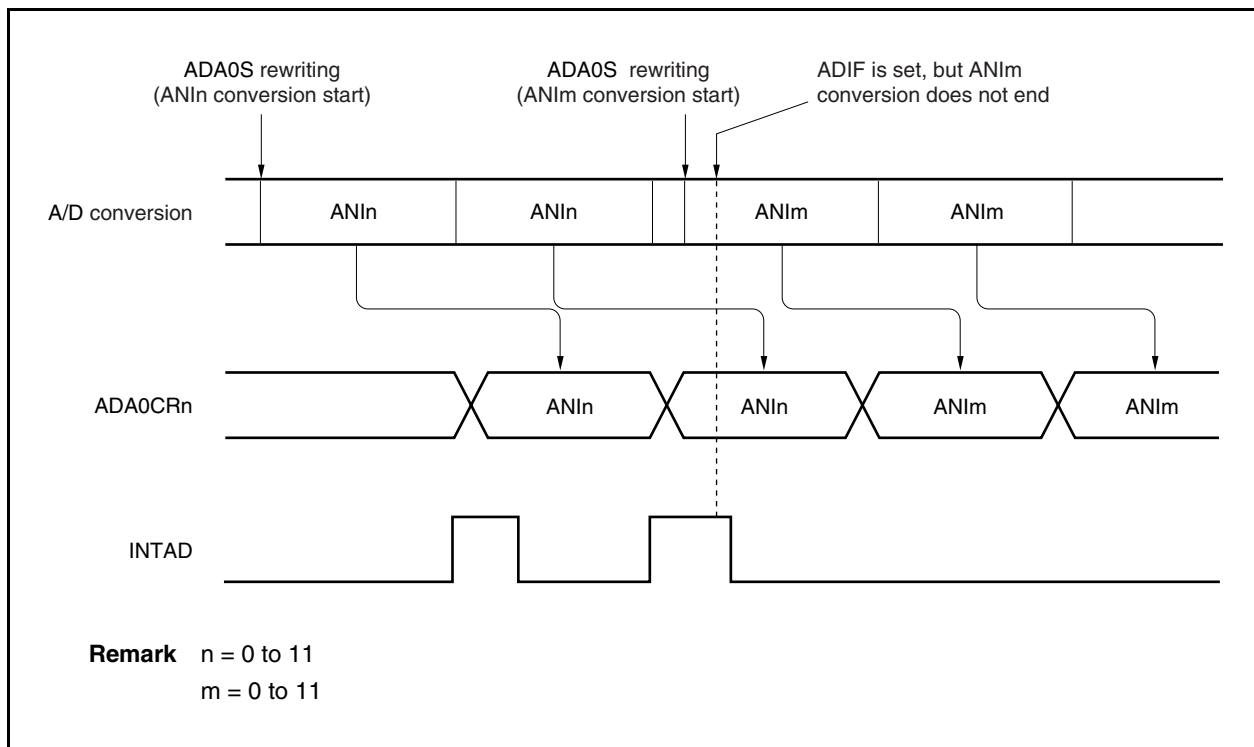 ADA0S rewriting
(ANIn conversion start)
ADA0S rewriting
(ANIm conversion start)
ADIF is set, but ANIm
conversion does not end
A/D conversion
ANIn
ANIn
ANIm
ANIm
ADA0CRn
ANIn
ANIn
ANIm
ANIm
INTAD
Remark n = 0 to 11
m = 0 to 11